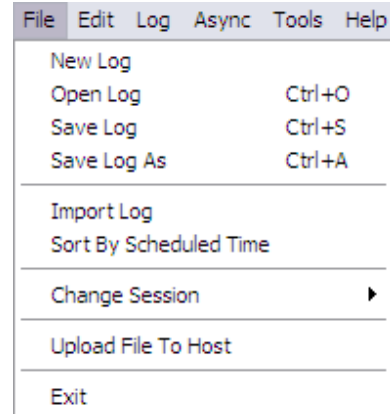 File Edit Log Async Tools Help
New Log
Open Log Ctrl+O
Save Log Ctrl+S
Save Log As Ctrl+A
Import Log
Sort By Scheduled Time
Change Session
Upload File To Host
Exit